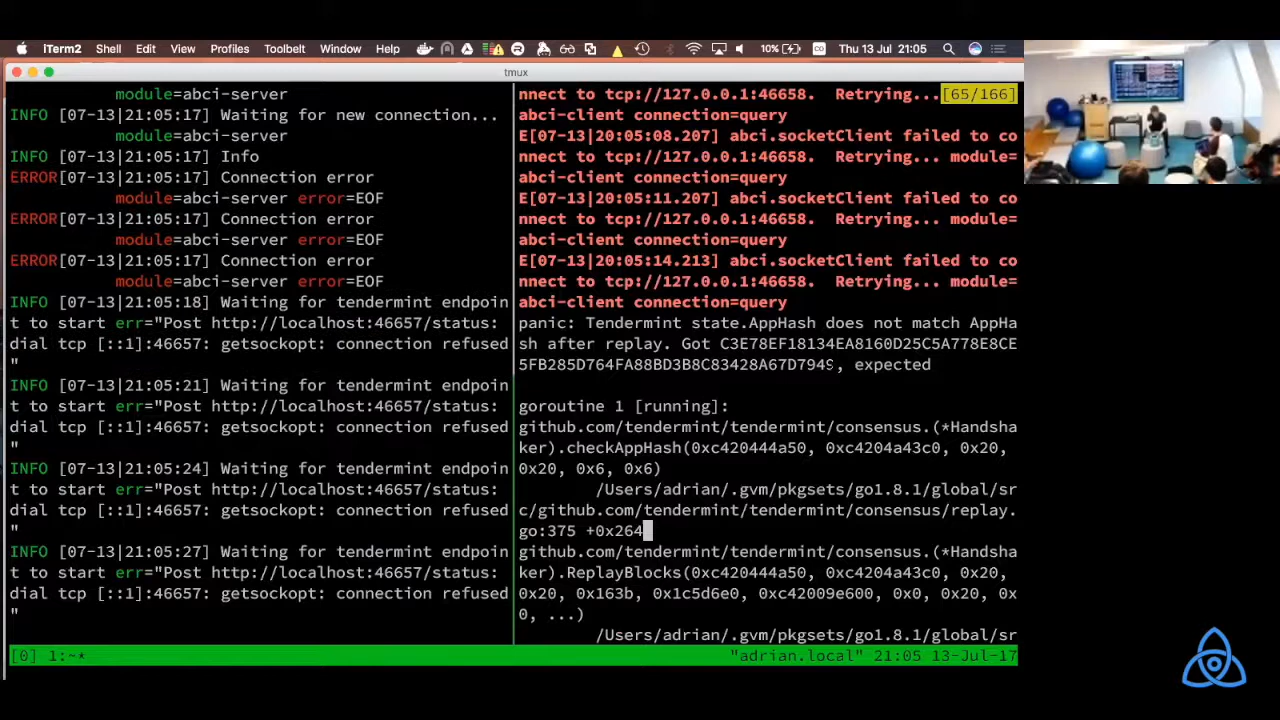 iTerm2 Shell Edit View Profiles Toolbelt Window Help 10% Thu 13 Jul 21:05
tmux
module=abci-server
INFO [07-13|21:05:17] Waiting for new connection...
module=abci-server
INFO [07-13|21:05:17] Info
ERROR[07-13|21:05:17] Connection error
module=abci-server error=EOF
ERROR[07-13|21:05:17] Connection error
module=abci-server error=EOF
ERROR[07-13|21:05:17] Connection error
module=abci-server error=EOF
INFO [07-13|21:05:18] Waiting for tendermint endpoin
t to start err="Post http://localhost:46657/status:
dial tcp [::1]:46657: getsockopt: connection refused
"
INFO [07-13|21:05:21] Waiting for tendermint endpoin
t to start err="Post http://localhost:46657/status:
dial tcp [::1]:46657: getsockopt: connection refused
"
INFO [07-13|21:05:24] Waiting for tendermint endpoin
t to start err="Post http://localhost:46657/status:
dial tcp [::1]:46657: getsockopt: connection refused
"
INFO [07-13|21:05:27] Waiting for tendermint endpoin
t to start err="Post http://localhost:46657/status:
dial tcp [::1]:46657: getsockopt: connection refused
"
nnect to tcp://127.0.0.1:46658. Retrying...[65/166]
abci-client connection=query
E[07-13|20:05:08.207] abci.socketClient failed to co
nnect to tcp://127.0.0.1:46658. Retrying... module=
abci-client connection=query
E[07-13|20:05:11.207] abci.socketClient failed to co
nnect to tcp://127.0.0.1:46658. Retrying... module=
abci-client connection=query
E[07-13|20:05:14.213] abci.socketClient failed to co
nnect to tcp://127.0.0.1:46658. Retrying... module=
abci-client connection=query
panic: Tendermint state.AppHash does not match AppHa
sh after replay. Got C3E78EF18134EA8160D25C5A778E8CE
5FB285D764FA88BD3B8C83428A67D7949, expected
goroutine 1 [running]:
github.com/tendermint/tendermint/consensus.(*Handsha
ker).checkAppHash(0xc420444a50, 0xc4204a43c0, 0x20,
0x20, 0x6, 0x6)
/Users/adrian/.gvm/pkgsets/go1.8.1/global/sr
c/github.com/tendermint/tendermint/consensus/replay.
go:375 +0x264
github.com/tendermint/tendermint/consensus.(*Handsha
ker).ReplayBlocks(0xc420444a50, 0xc4204a43c0, 0x20,
0x20, 0x163b, 0x1c5d6e0, 0xc42009e600, 0x0, 0x20, 0x
0, ...)
/Users/adrian/.gvm/pkgsets/go1.8.1/global/sr
[0] 1:~* "adrian.local" 21:05 13-Jul-17